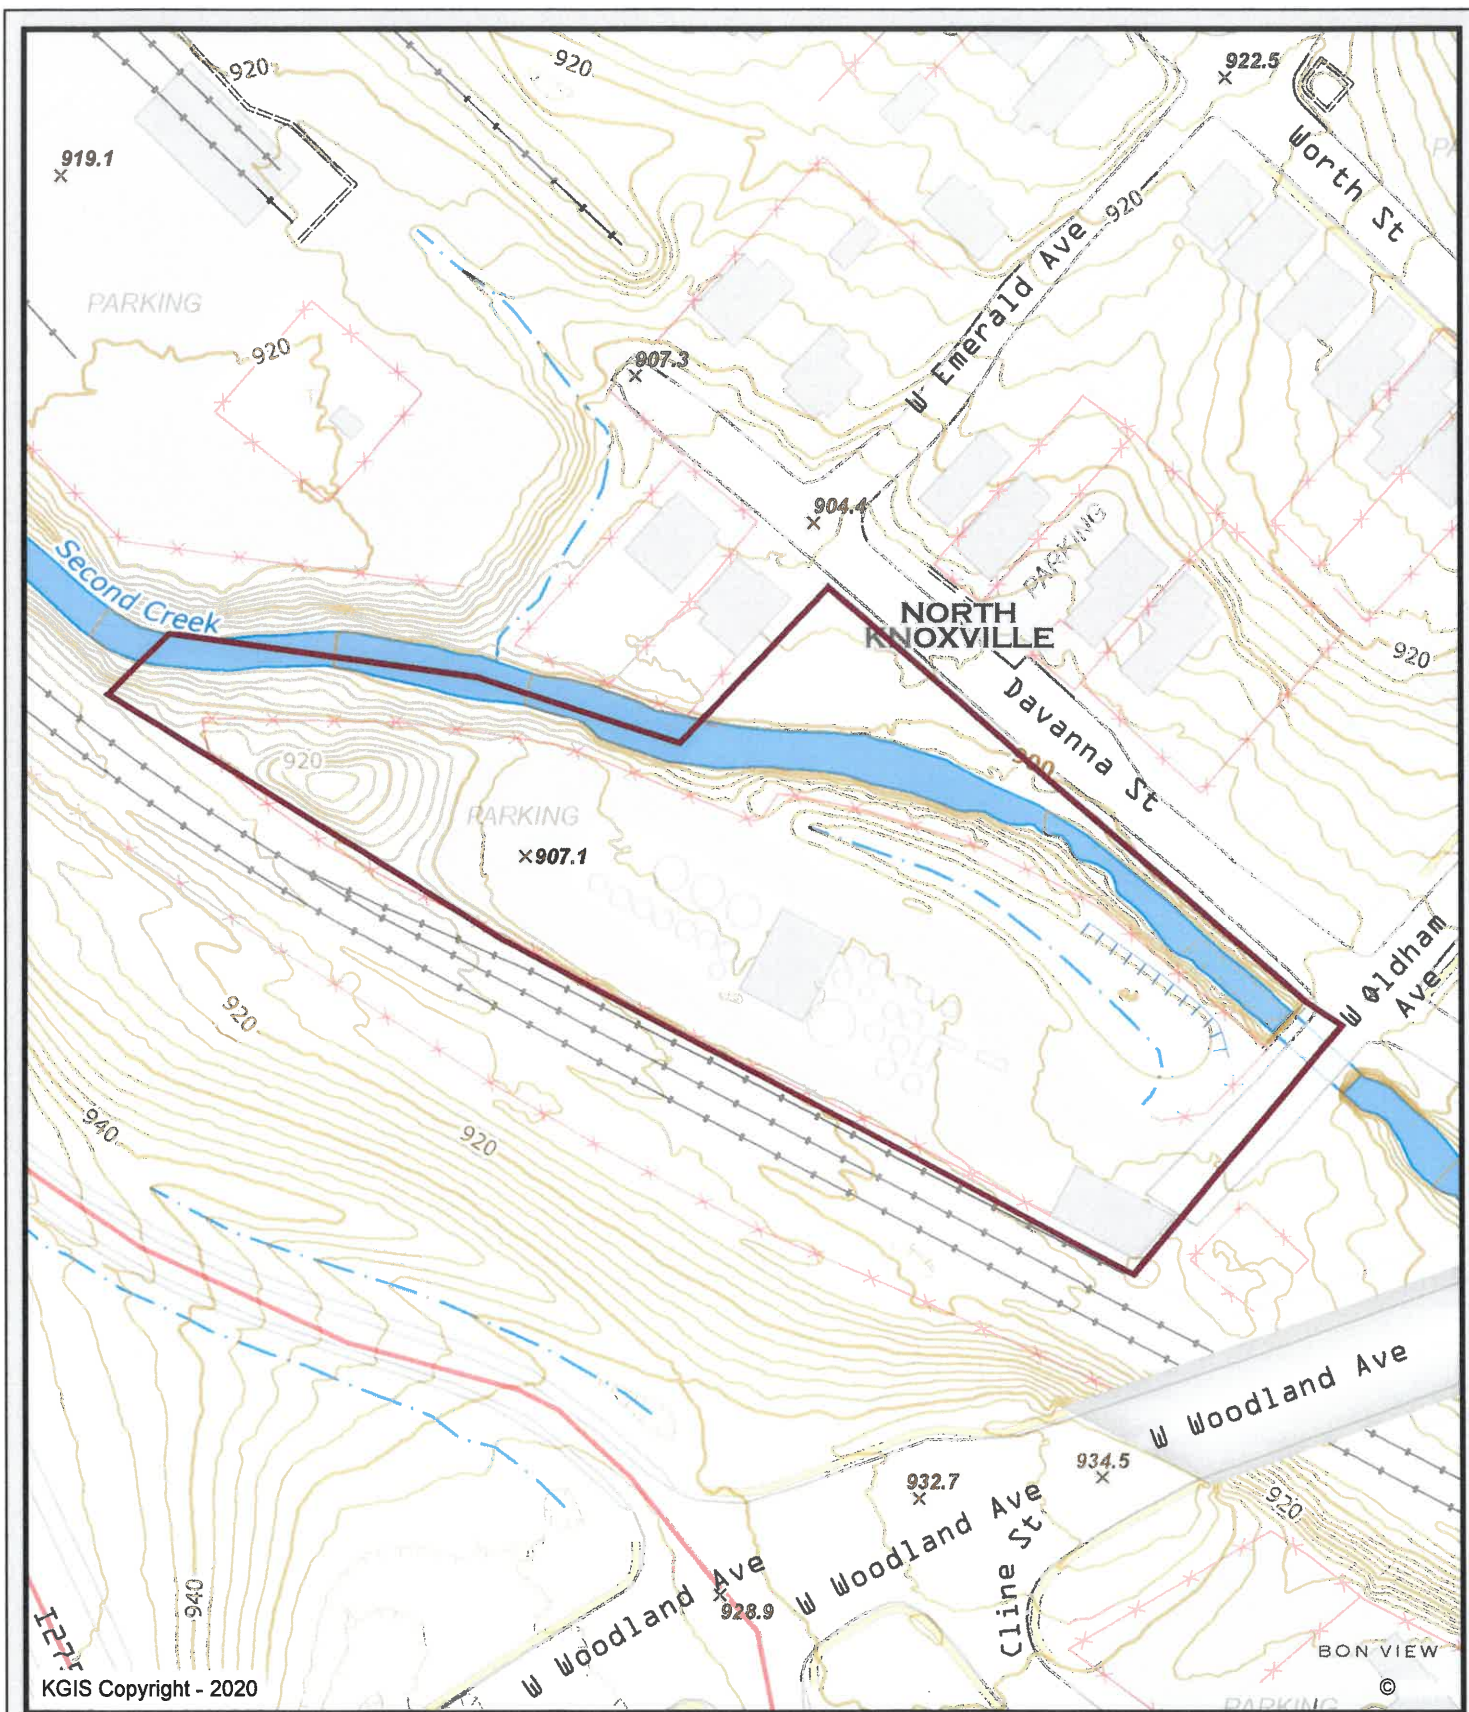 920
920
922.5
919.1
Worth St
920
W Emerald Ave
PARKING
920
907.3
904.4
PARKING
Second Creek
NORTH
KNOXVILLE
920
Davanna St
900
920
PARKING
907.1
W Oldham
Ave
920
940
920
W Woodland Ave
934.5
932.7
920
W Woodland Ave
Cline St
W Woodland Ave
928.9
940
BON VIEW
KGIS Copyright - 2020
©
PARKING